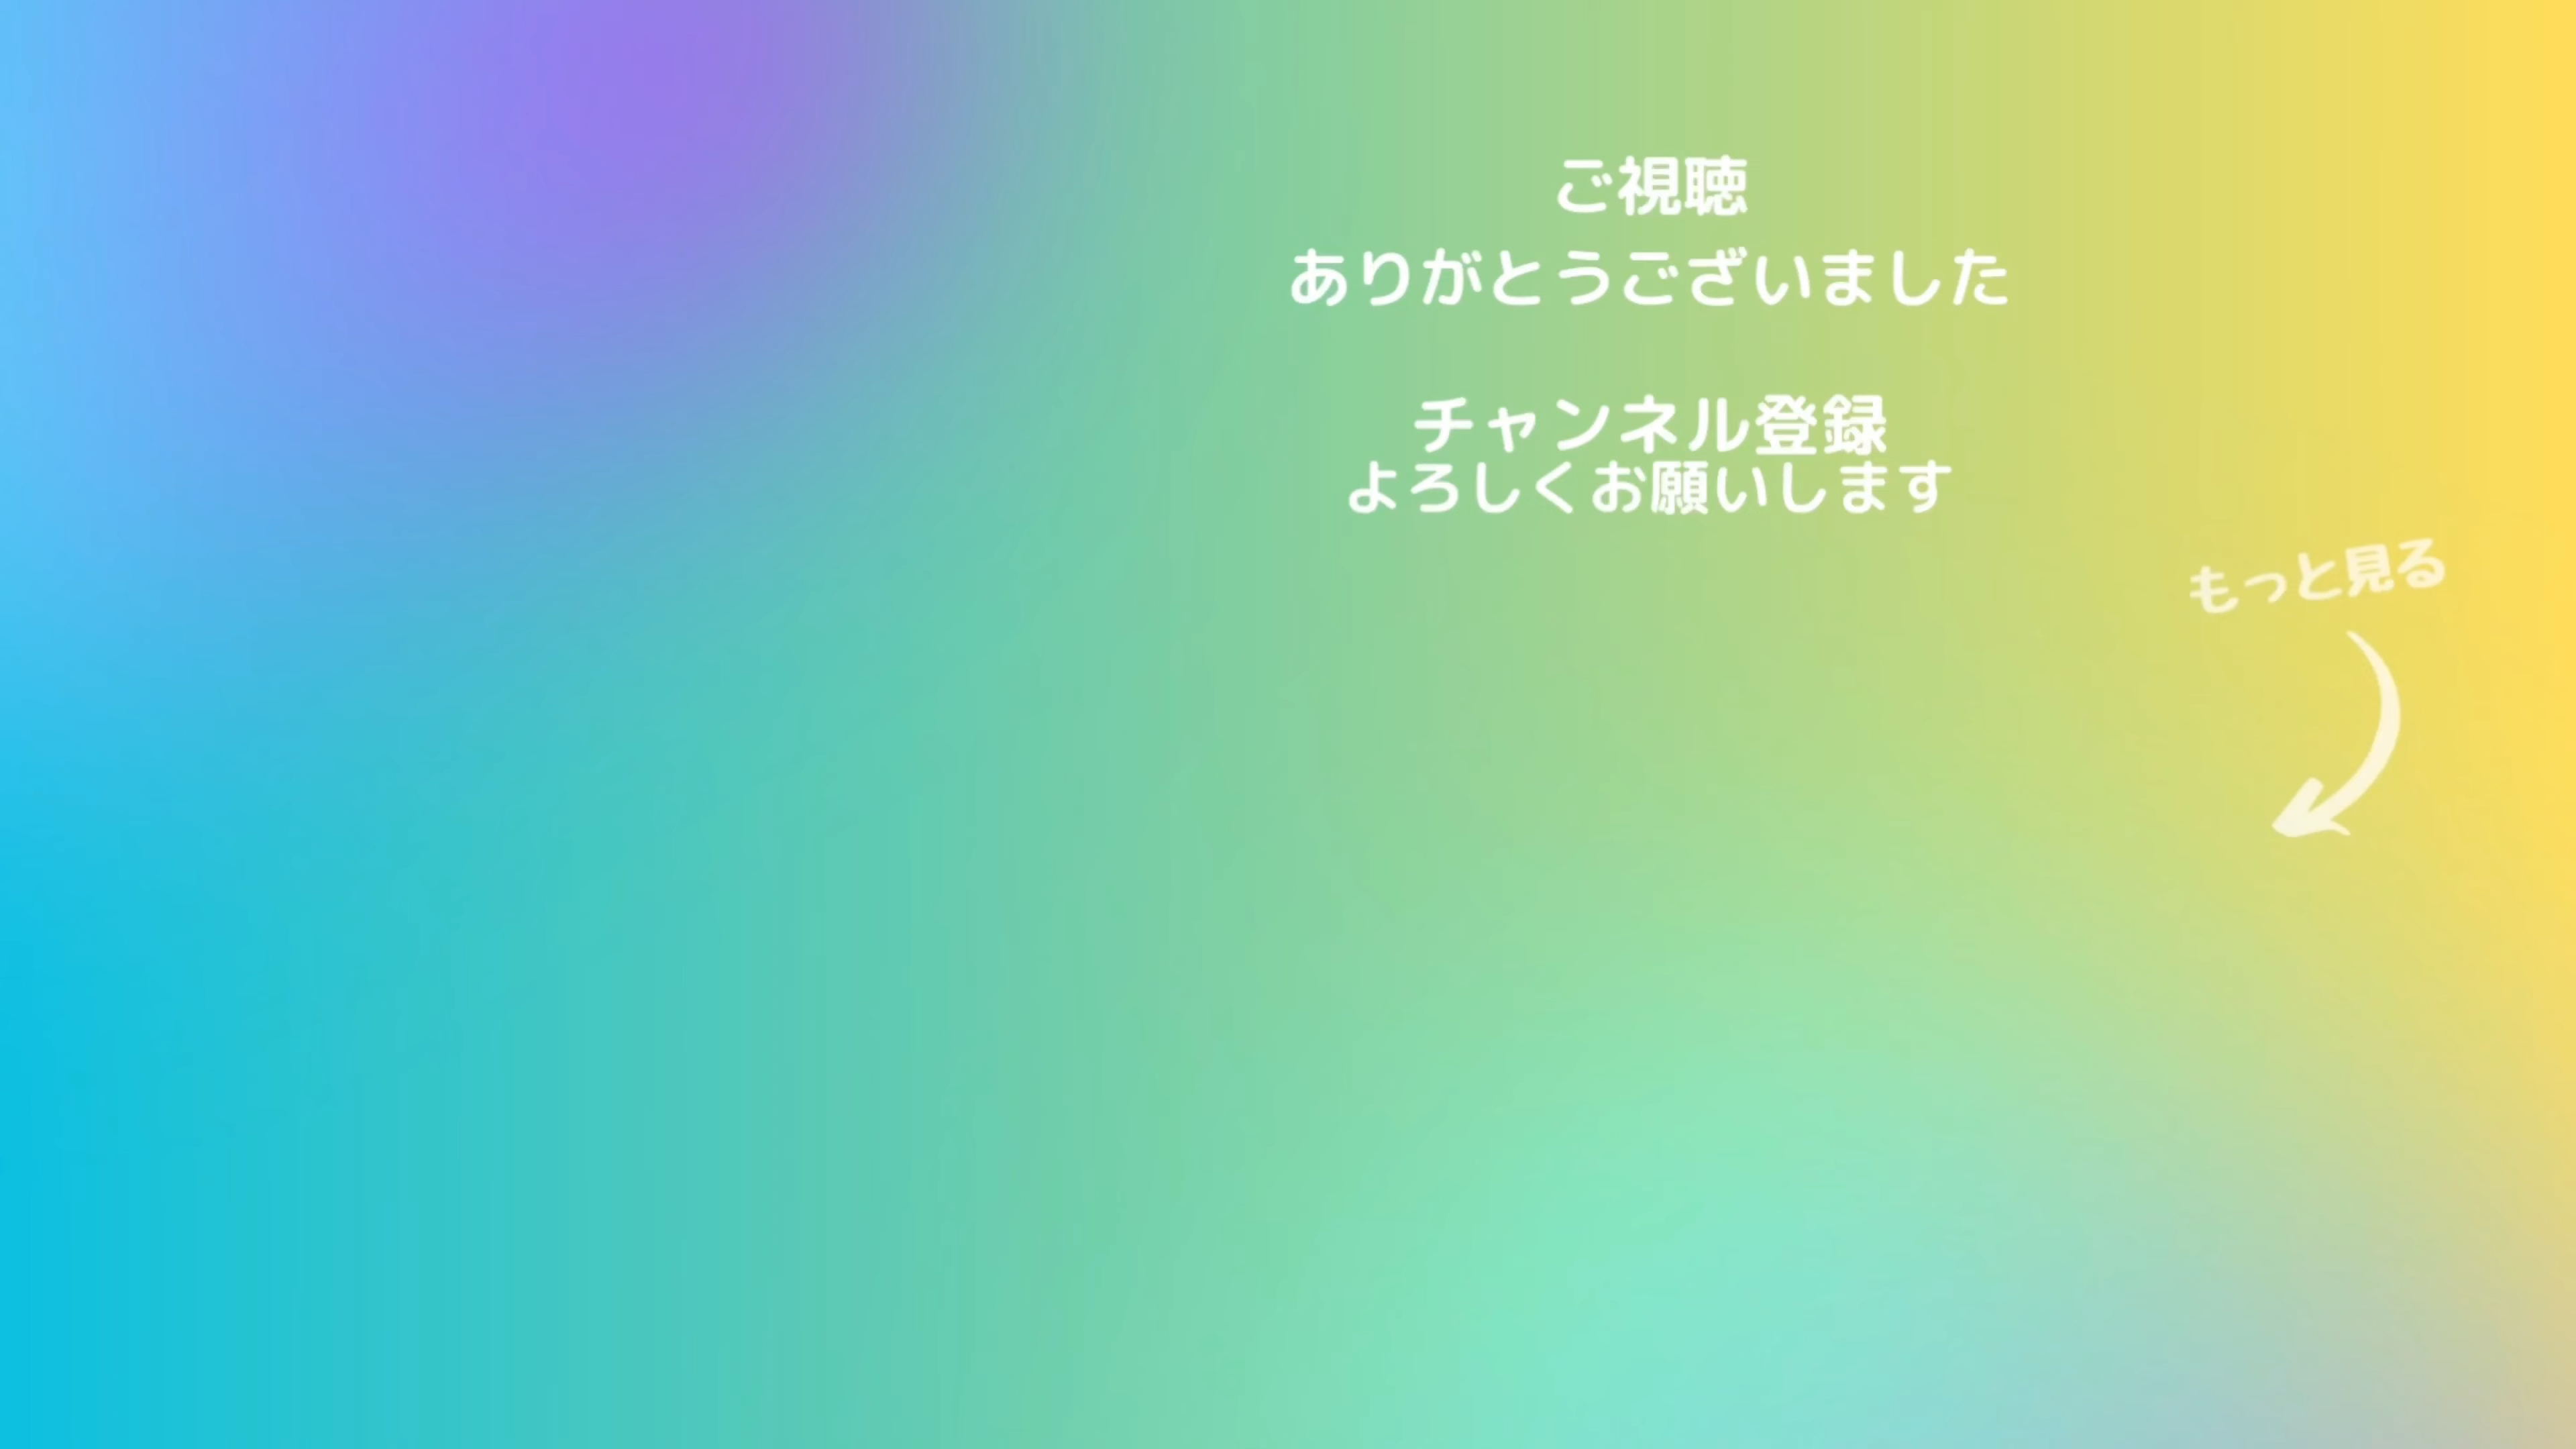 ご視聴
ありがとうございました
チャンネル登録
よろしくお願いします
もっと見る